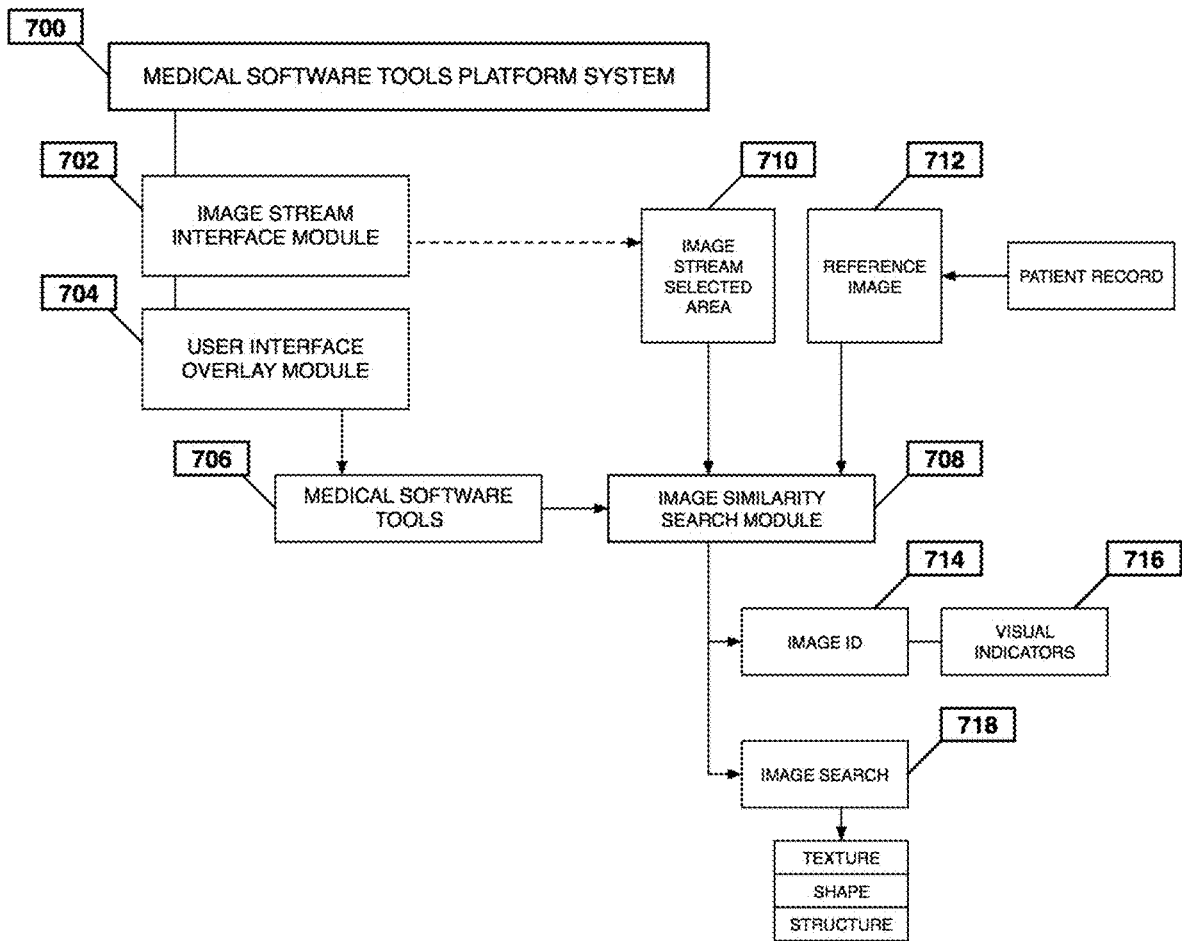 700
MEDICAL SOFTWARE TOOLS PLATFORM SYSTEM
702
IMAGE STREAM
INTERFACE MODULE
704
USER INTERFACE
OVERLAY MODULE
710
IMAGE
STREAM
SELECTED
AREA
712
REFERENCE
IMAGE
PATIENT RECORD
706
MEDICAL SOFTWARE
TOOLS
708
IMAGE SIMILARITY
SEARCH MODULE
714
IMAGE ID
716
VISUAL
INDICATORS
718
IMAGE SEARCH
TEXTURE
SHAPE
STRUCTURE